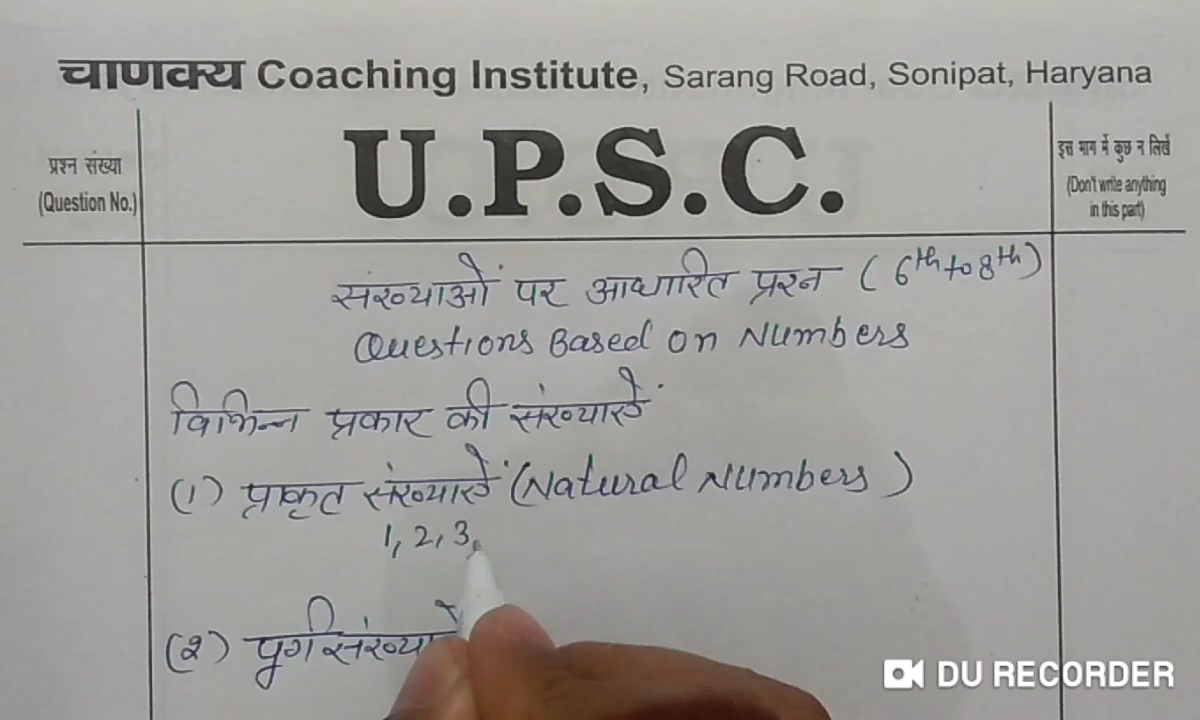 चाणक्य Coaching Institute, Sarang Road, Sonipat, Haryana
प्रश्न संख्या
(Question No.)
U.P.S.C.
इस भाग में कुछ न लिखें
(Don't write anything
in this part)
संख्याओं पर आधारित प्रश्न (6th to 8th)
Questions Based on Numbers
विभिन्न प्रकार की संख्याएँ
(1) प्राकृत संख्याएँ (Natural Numbers)
1, 2, 3,
(2) पूर्ण
DU RECORDER